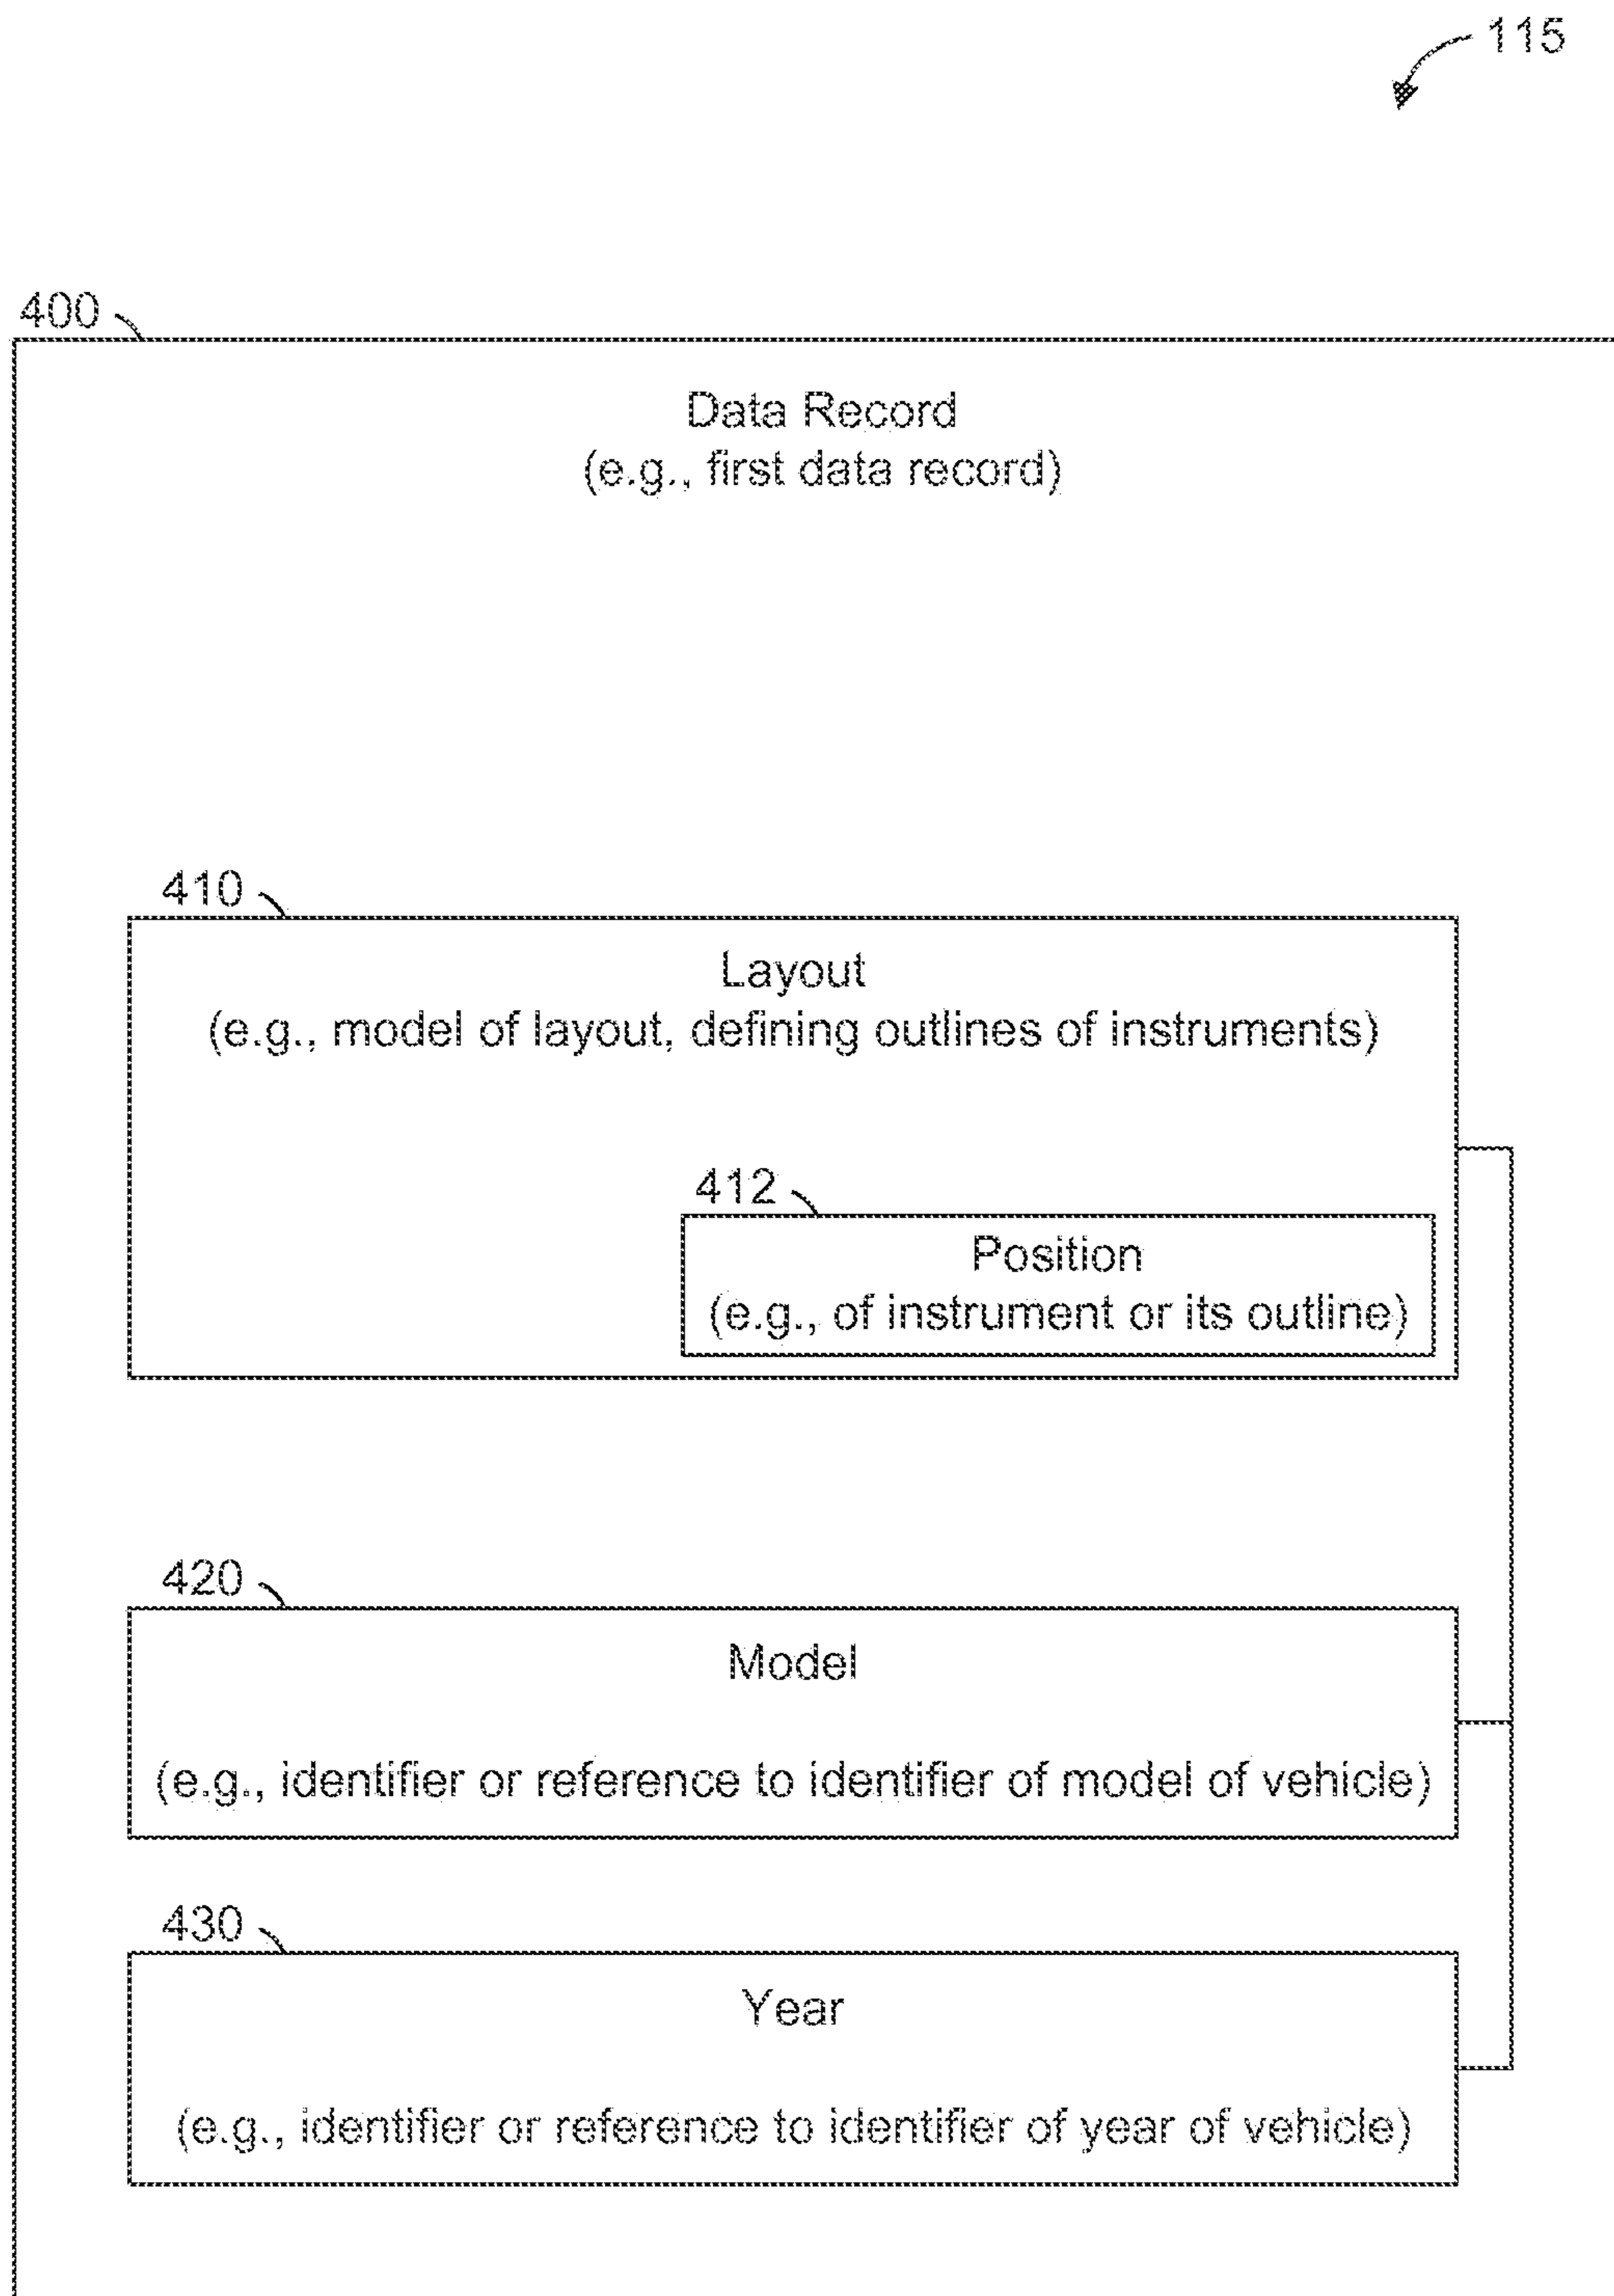 115
400
Data Record
(e.g., first data record)
410
Layout
(e.g., model of layout, defining outlines of instruments)
412
Position
(e.g., of instrument or its outline)
420
Model
(e.g., identifier or reference to identifier of model of vehicle)
430
Year
(e.g., identifier or reference to identifier of year of vehicle)